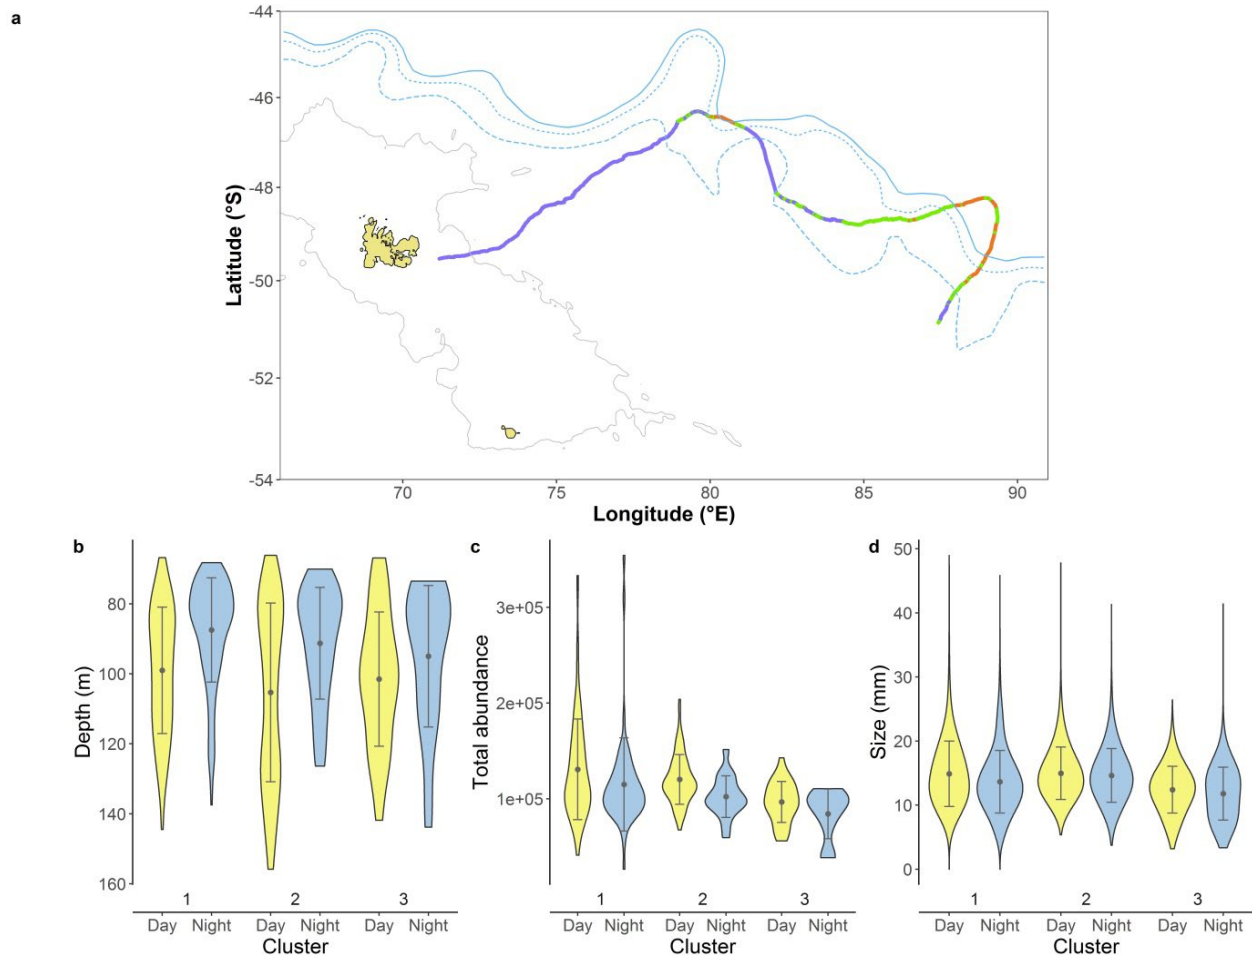 a
-44
-46
-48
-50
-52
-54
Latitude (°S)
70 75 80 85 90
Longitude (°E)
b
80
100
120
140
160
Depth (m)
1 2 3
Day Night Day Night Day Night
Cluster
c
3e+05
2e+05
1e+05
Total abundance
1 2 3
Day Night Day Night Day Night
Cluster
d
50
40
30
20
10
0
Size (mm)
1 2 3
Day Night Day Night Day Night
Cluster